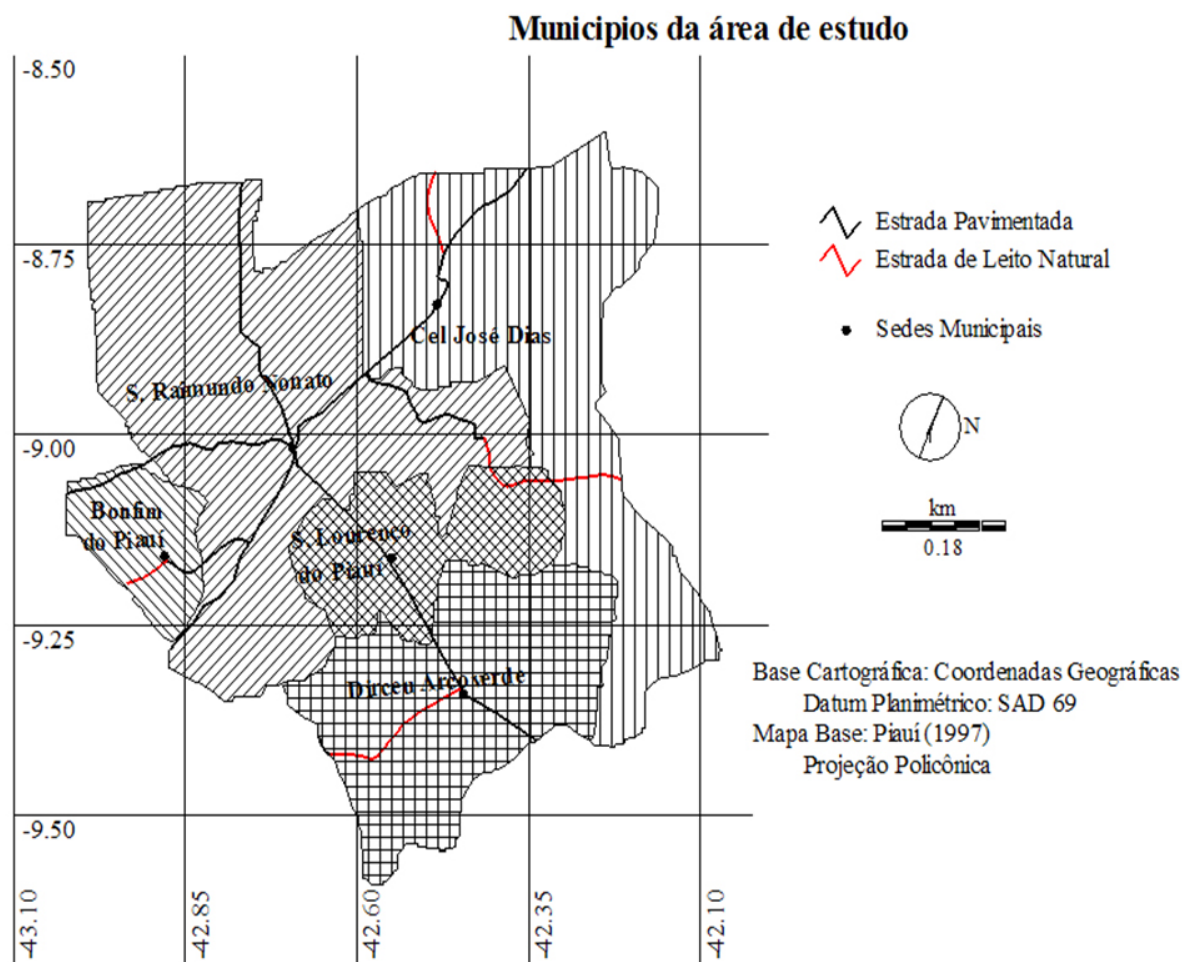 Municipios da área de estudo
-8.50
-8.75
-9.00
-9.25
-9.50
-43.10
-42.85
-42.60
-42.35
-42.10
Cel José Dias
S. Raimundo Nonato
Bonfim
do Piauí
S. Lourenço
do Piauí
Dirceu Arcoverde
Estrada Pavimentada
Estrada de Leito Natural
Sedes Municipais
N
km
0.18
Base Cartográfica: Coordenadas Geográficas
Datum Planimétrico: SAD 69
Mapa Base: Piauí (1997)
Projeção Policônica